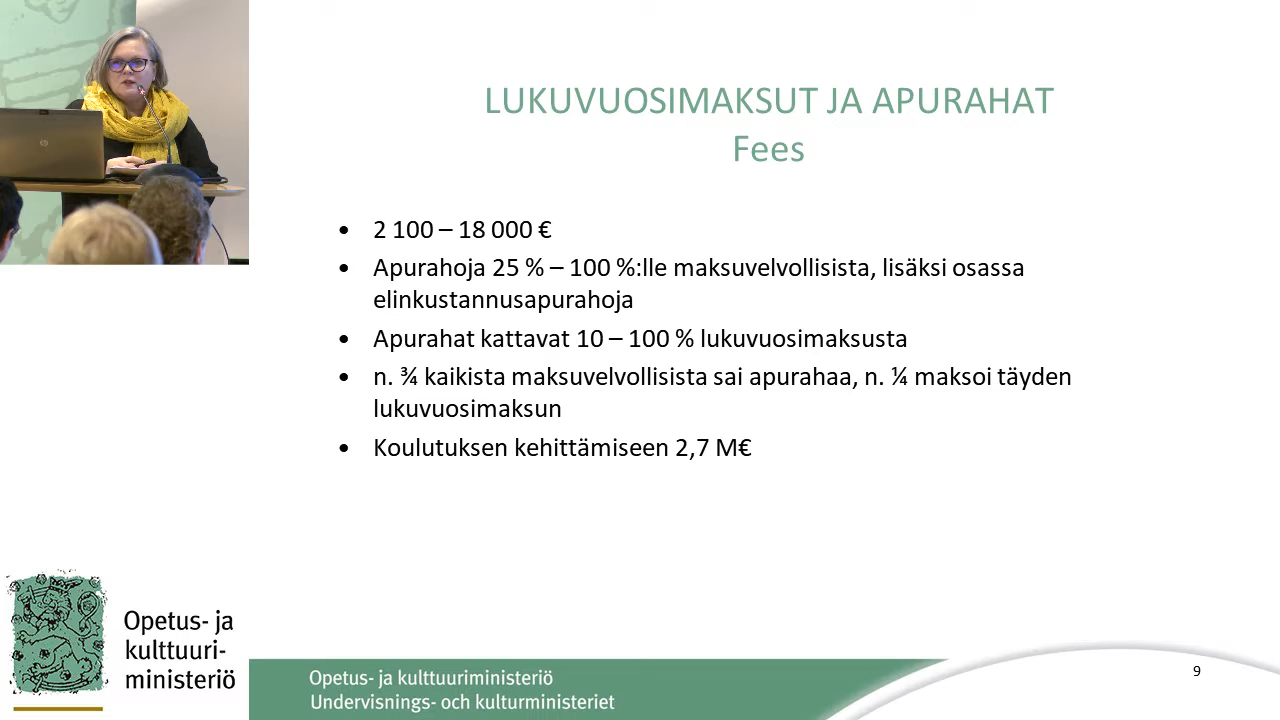 LUKUVUOSIMAKSUT JA APURAHAT
Fees
• 2 100 – 18 000 €
• Apurahoja 25 % – 100 %:lle maksuvelvollisista, lisäksi osassa
elinkustannusapurahoja
• Apurahat kattavat 10 – 100 % lukuvuosimaksusta
• n. ¾ kaikista maksuvelvollisista sai apurahaa, n. ¼ maksoi täyden
lukuvuosimaksun
• Koulutuksen kehittämiseen 2,7 M€
Opetus- ja
kulttuuri-
ministeriö
Opetus- ja kulttuuriministeriö
Undervisnings- och kulturministeriet
9